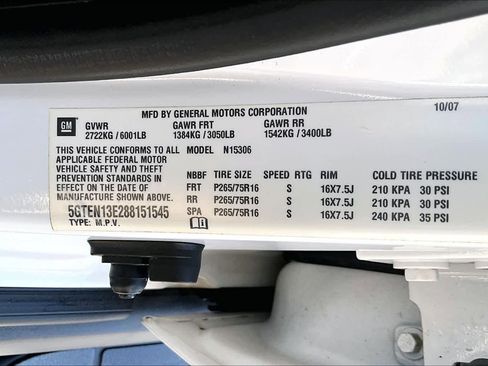 MFD BY GENERAL MOTORS CORPORATION 10/07
GM
GVWR GAWR FRT GAWR RR
2722KG / 6001LB 1384KG / 3050LB 1542KG / 3400LB
THIS VEHICLE CONFORMS TO ALL MODEL N15306
APPLICABLE FEDERAL MOTOR
VEHICLE SAFETY AND THEFT NBBF TIRE SIZE SPEED RTG RIM COLD TIRE PRESSURE
PREVENTION STANDARDS IN FRT P265/75R16 S 16X7.5J 210 KPA 30 PSI
EFFECT ON THE DATE OF RR P265/75R16 S 16X7.5J 210 KPA 30 PSI
MANUFACTURE SHOWN ABOVE.
5GTEN13E288151545 SPA P265/75R16 S 16X7.5J 240 KPA 35 PSI
TYPE: M.P.V.